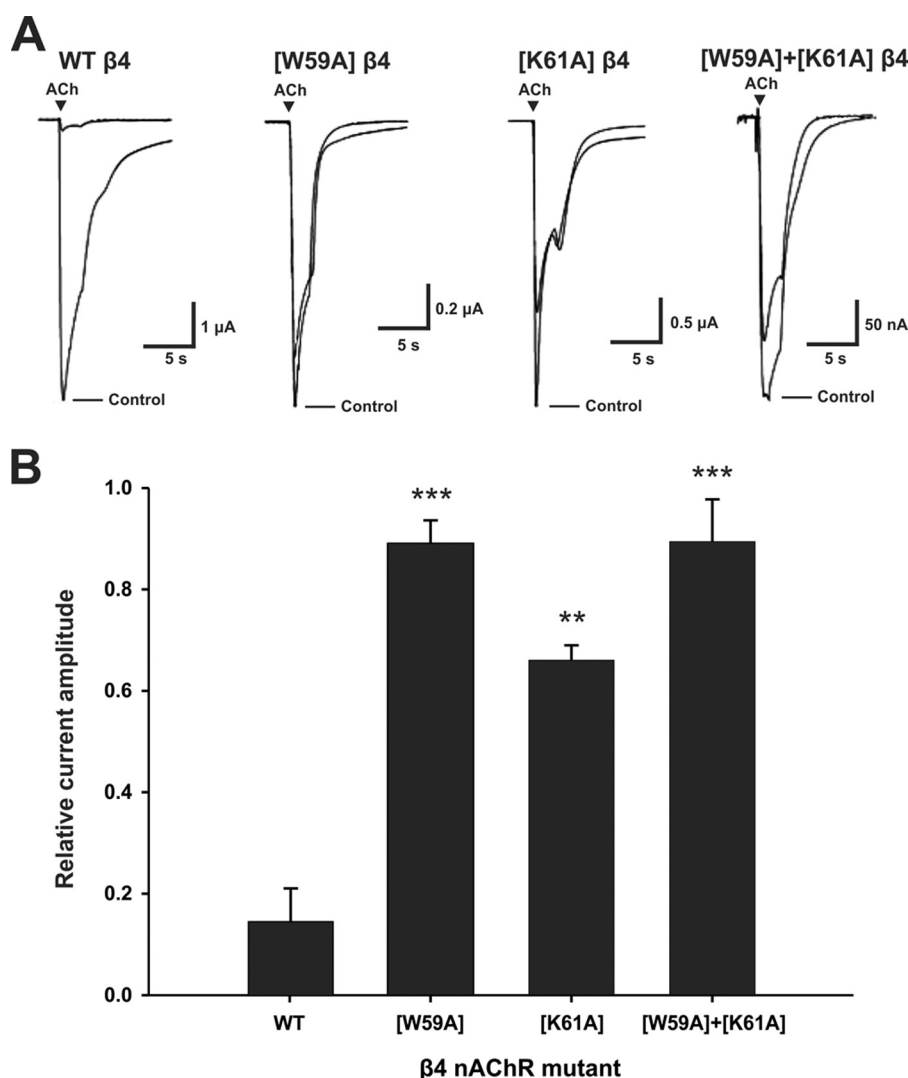 A
WT β4
[W59A] β4
[K61A] β4
[W59A]+[K61A] β4
ACh
ACh
ACh
ACh
1 µA
5 s
Control
0.2 µA
5 s
Control
0.5 µA
5 s
Control
50 nA
5 s
Control
B
Relative current amplitude
1.0
0.8
0.6
0.4
0.2
0.0
***
**
***
WT
[W59A]
[K61A]
[W59A]+[K61A]
β4 nAChR mutant